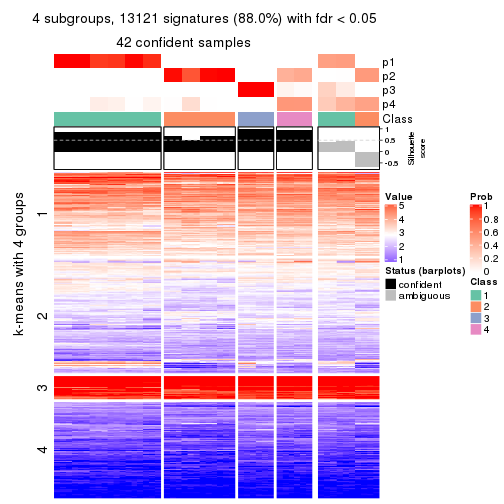 4 subgroups, 13121 signatures (88.0%) with fdr < 0.05
42 confident samples
p1
p2
p3
p4
Class
1
0.5
0
-0.5
Silhouette
score
k-means with 4 groups
1
2
3
4
Value
5
4
3
2
1
Status (barplots)
confident
ambiguous
Prob
1
0.8
0.6
0.4
0.2
0
Class
1
2
3
4